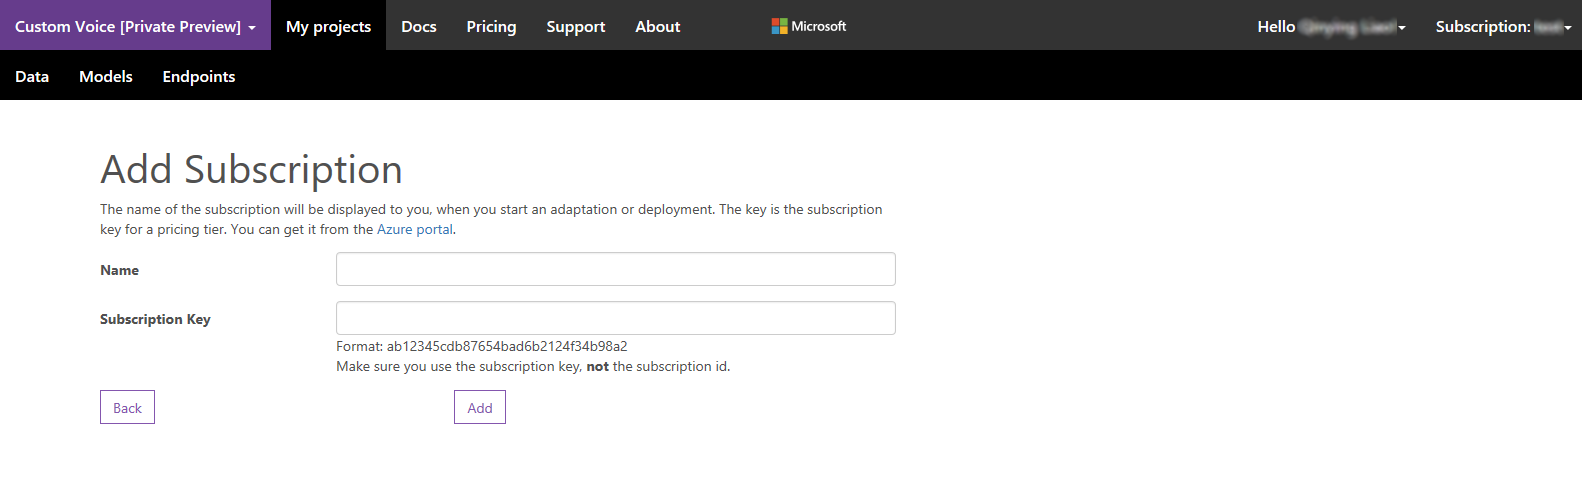 Custom Voice [Private Preview] My projects Docs Pricing Support About Microsoft Hello Subscription:
Data Models Endpoints
Add Subscription
The name of the subscription will be displayed to you, when you start an adaptation or deployment. The key is the subscription
key for a pricing tier. You can get it from the Azure portal.
Name
Subscription Key
Format: ab12345cdb87654bad6b2124f34b98a2
Make sure you use the subscription key, not the subscription id.
Back Add